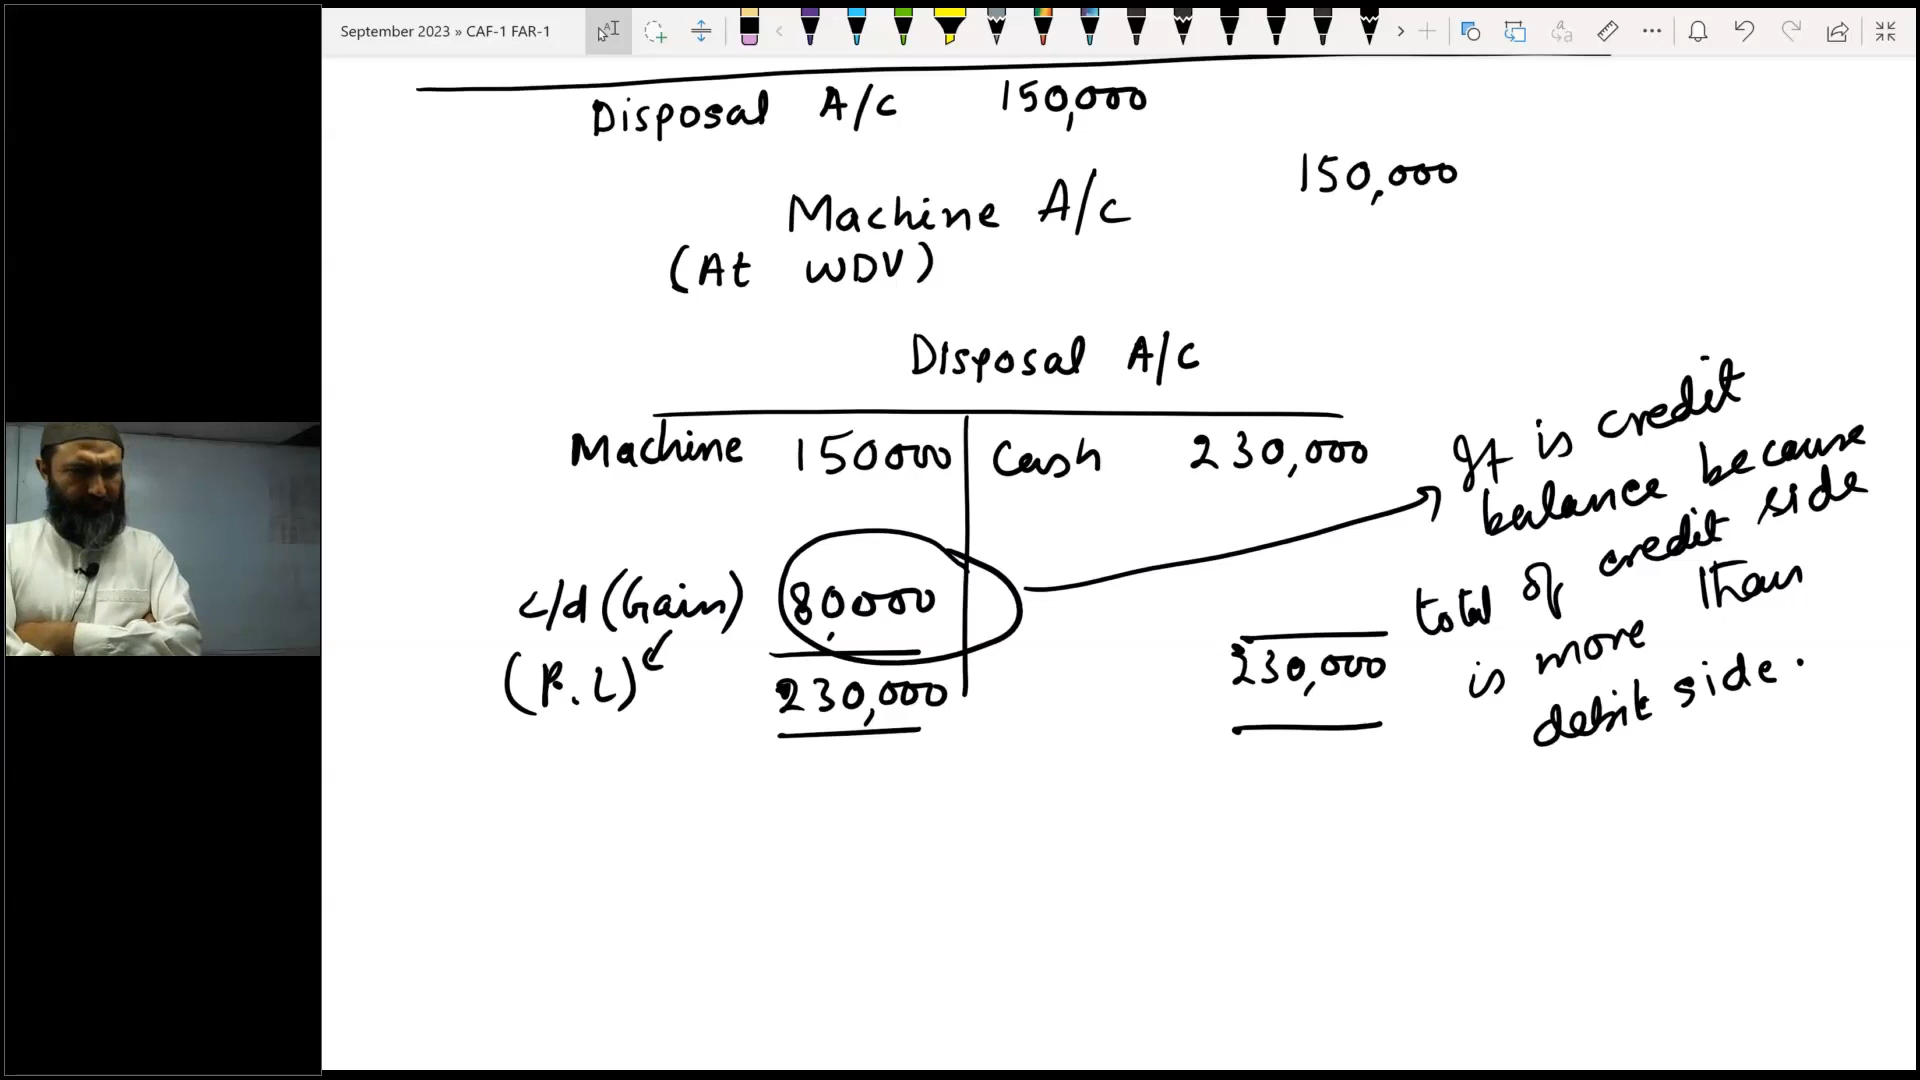 September 2023 » CAF-1 FAR-1
Disposal A/C 150,000
Machine A/C 150,000
(At WDV)
Disposal A/C
Machine 150000 Cash 230,000
c/d (Gain) 80,000
(P.L) 230,000 230,000
It is credit
balance because
total of credit side
is more than
debit side.